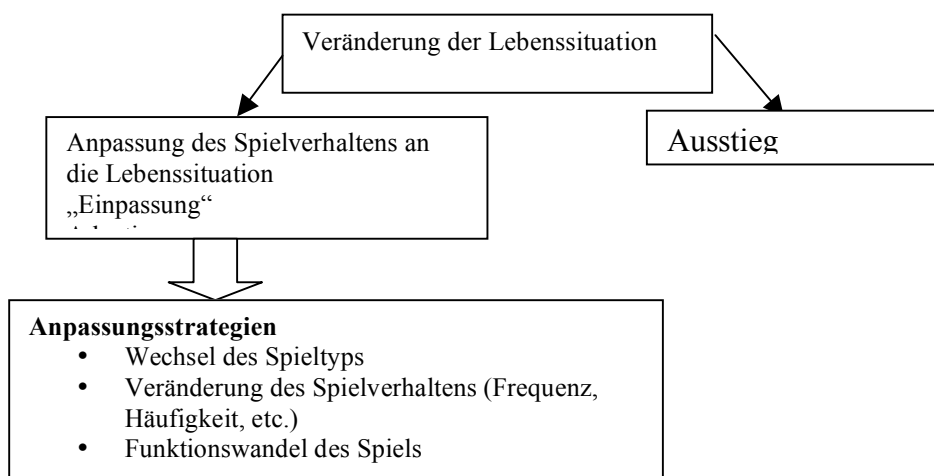 Veränderung der Lebenssituation
Anpassung des Spielverhaltens an
die Lebenssituation
„Einpassung“
Ausstieg
Anpassungsstrategien
• Wechsel des Spieltyps
• Veränderung des Spielverhaltens (Frequenz,
Häufigkeit, etc.)
• Funktionswandel des Spiels